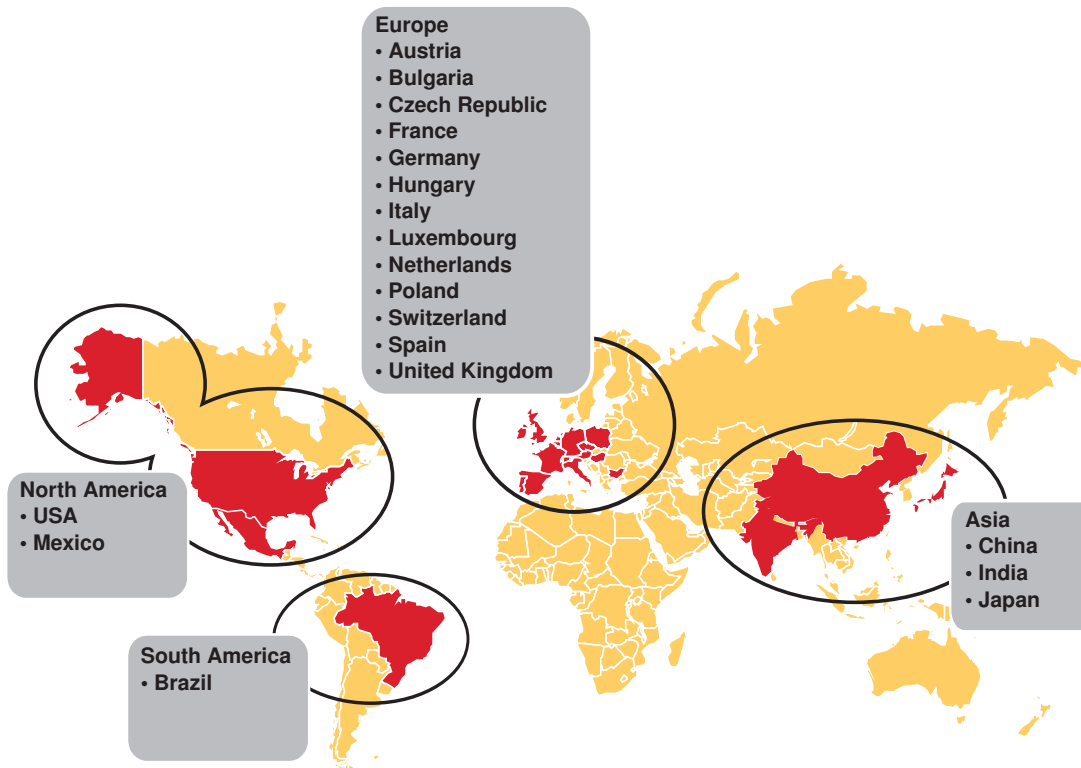 Europe
• Austria
• Bulgaria
• Czech Republic
• France
• Germany
• Hungary
• Italy
• Luxembourg
• Netherlands
• Poland
• Switzerland
• Spain
• United Kingdom
North America
• USA
• Mexico
South America
• Brazil
Asia
• China
• India
• Japan